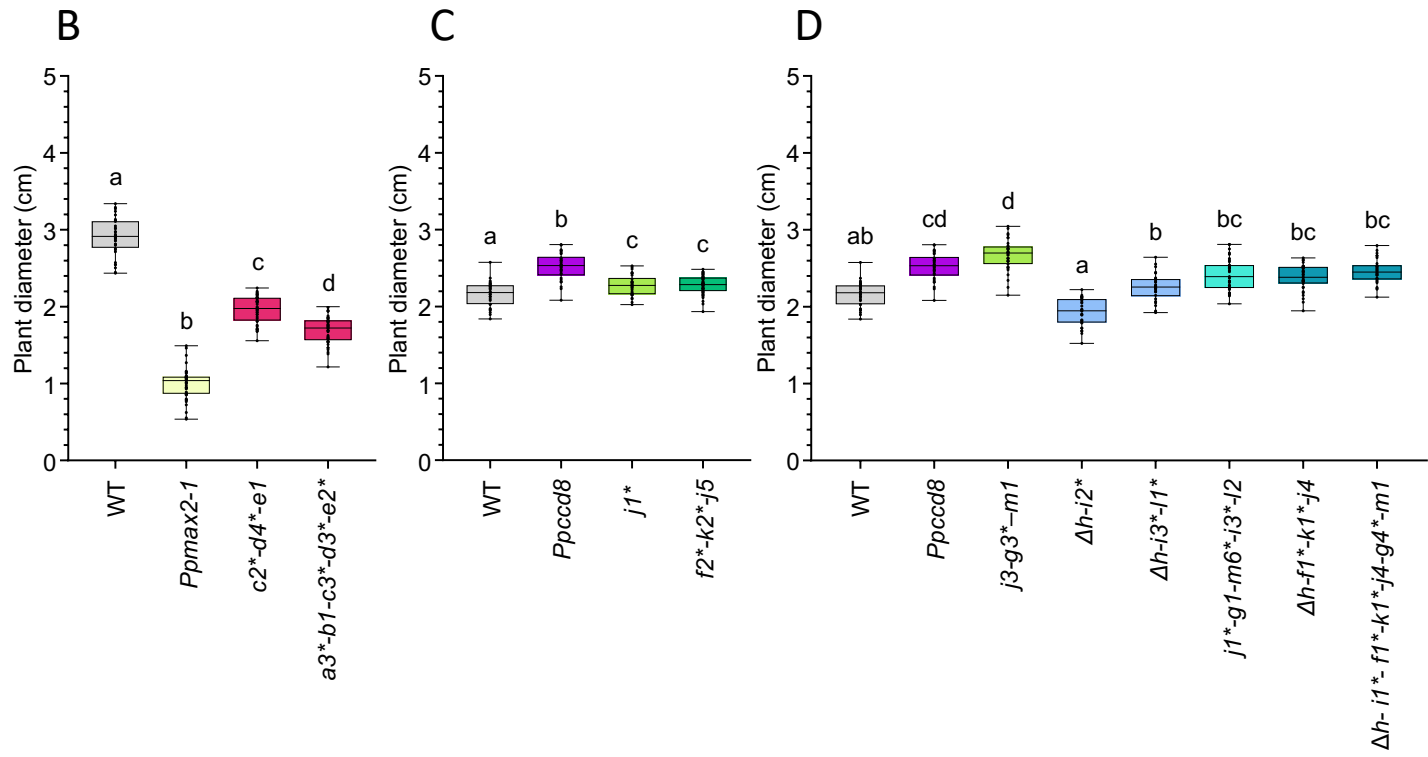 B
5
4
3
2
1
0
Plant diameter (cm)
a
b
c
d
WT
Ppmax2-1
c2*-d4*-e1
a3*-b1-c3*-d3*-e2*
C
5
4
3
2
1
0
Plant diameter (cm)
a
b
c
c
WT
Ppccd8
j1*
f2*-k2*-j5
D
5
4
3
2
1
0
Plant diameter (cm)
ab
cd
d
a
b
bc
bc
bc
WT
Ppccd8
j3-g3*–m1
Δh-i2*
Δh-i3*-l1*
j1*-g1-m6*-i3*-l2
Δh-f1*-k1*-j4
Δh- i1*- f1*-k1*-j4-g4*-m1